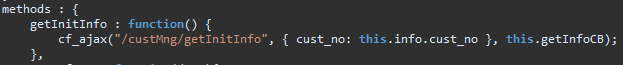 methods : {
getInitInfo : function() {
cf_ajax("/custMng/getInitInfo", { cust_no: this.info.cust_no }, this.getInfoCB);
},